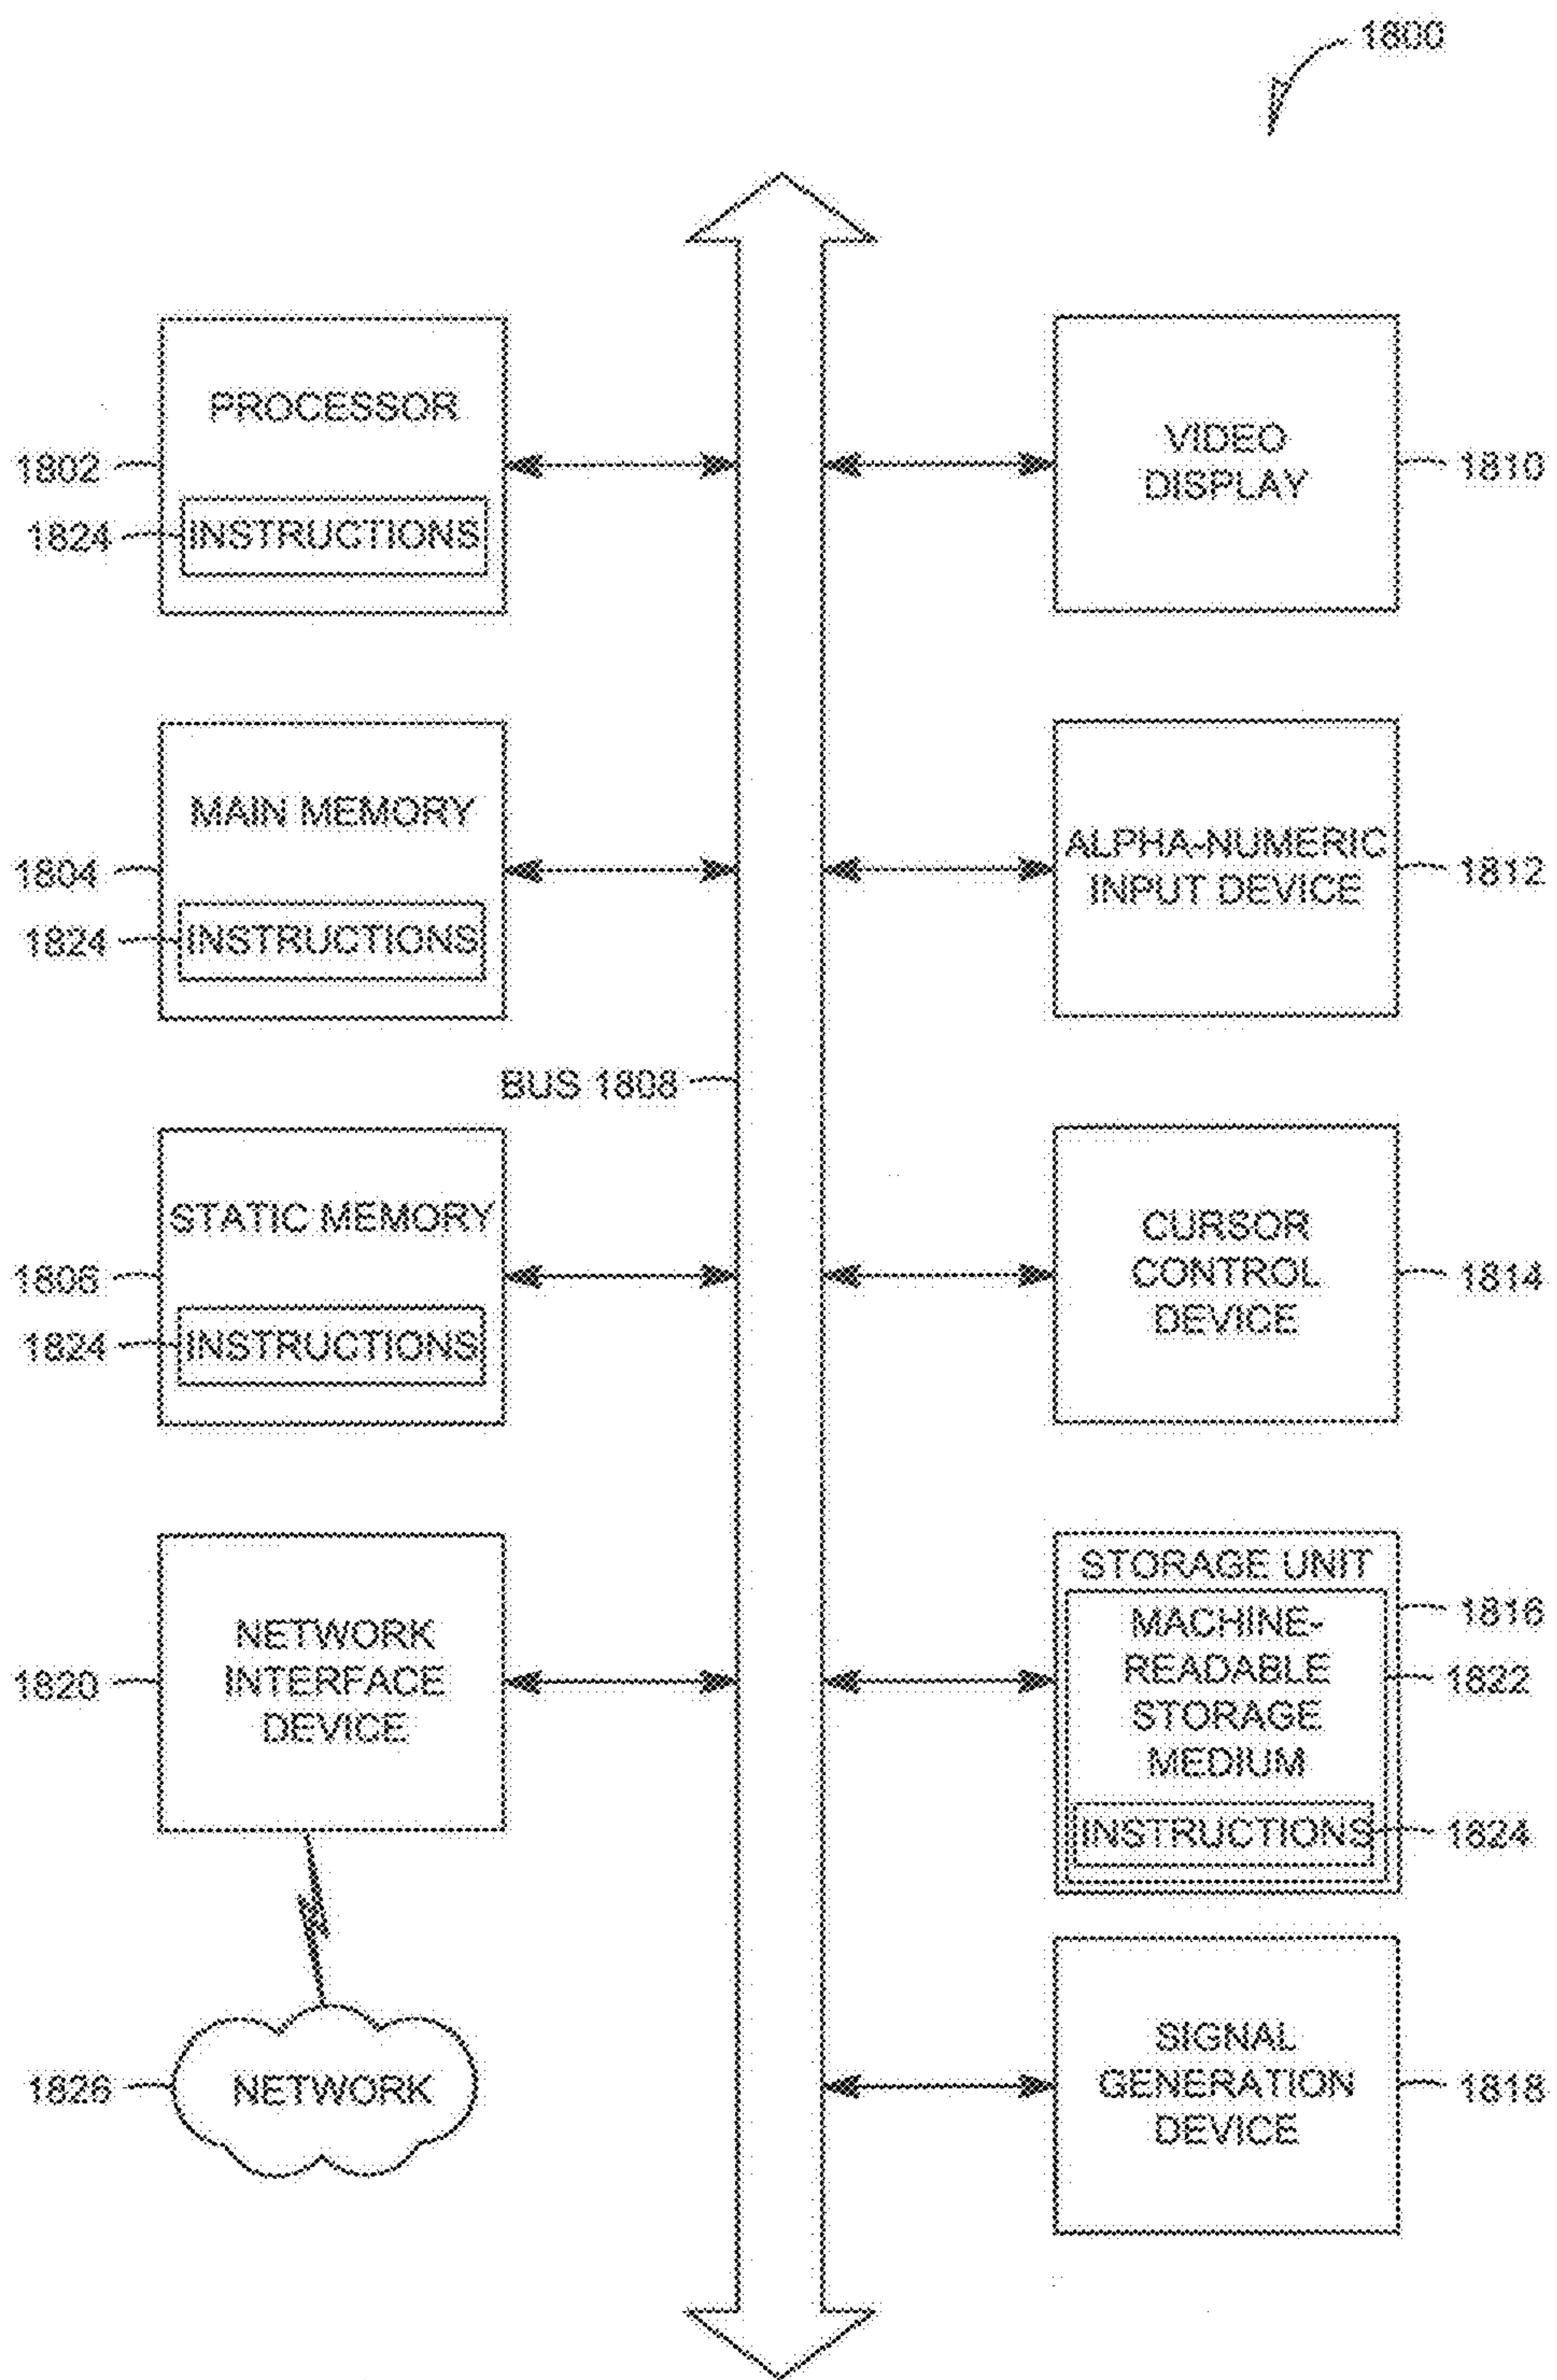 1800
PROCESSOR
1802
1824
INSTRUCTIONS
VIDEO
DISPLAY
1810
MAIN MEMORY
1804
1824
INSTRUCTIONS
ALPHA-NUMERIC
INPUT DEVICE
1812
BUS 1808
STATIC MEMORY
1806
1824
INSTRUCTIONS
CURSOR
CONTROL
DEVICE
1814
NETWORK
INTERFACE
DEVICE
1820
STORAGE UNIT
1816
MACHINE-
READABLE
STORAGE
MEDIUM
1822
INSTRUCTIONS
1824
NETWORK
1826
SIGNAL
GENERATION
DEVICE
1818